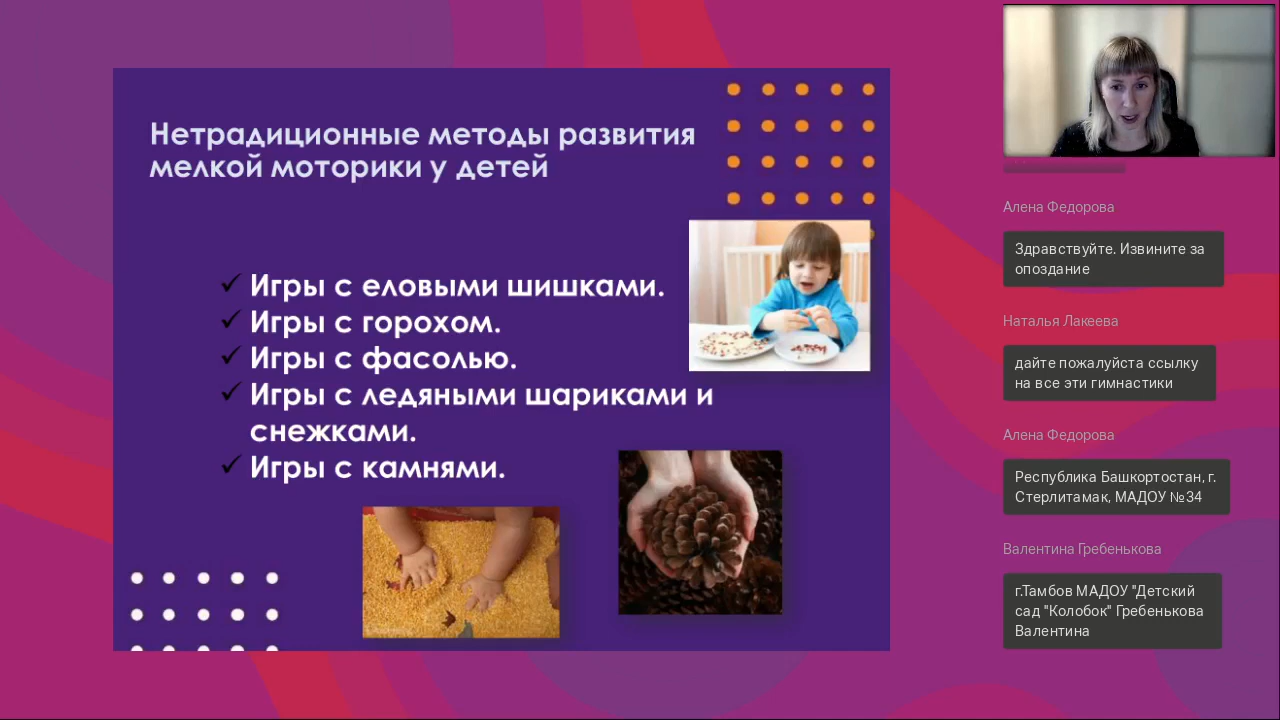 Нетрадиционные методы развития
мелкой моторики у детей
Игры с еловыми шишками.
Игры с горохом.
Игры с фасолью.
Игры с ледяными шариками и
снежками.
Игры с камнями.
Алена Федорова
Здравствуйте. Извините за
опоздание
Наталья Лакеева
дайте пожалуйста ссылку
на все эти гимнастики
Алена Федорова
Республика Башкортостан, г.
Стерлитамак, МАДОУ №34
Валентина Гребенькова
г.Тамбов МАДОУ "Детский
сад "Колобок" Гребенькова
Валентина